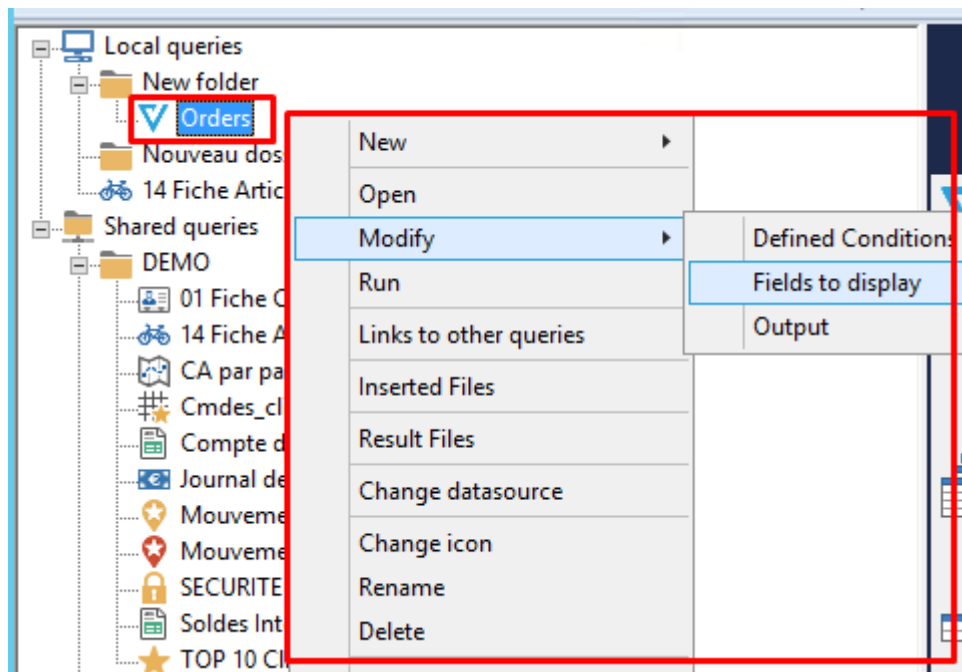 Local queries
New folder
Orders
Nouveau dos
14 Fiche Artic
Shared queries
DEMO
01 Fiche C
14 Fiche A
CA par pa
Cmdes_cl
Compte d
Journal de
Mouveme
Mouveme
SECURITE
Soldes Int
TOP 10 Cl
New
Open
Modify
Run
Links to other queries
Inserted Files
Result Files
Change datasource
Change icon
Rename
Delete
Defined Conditions
Fields to display
Output